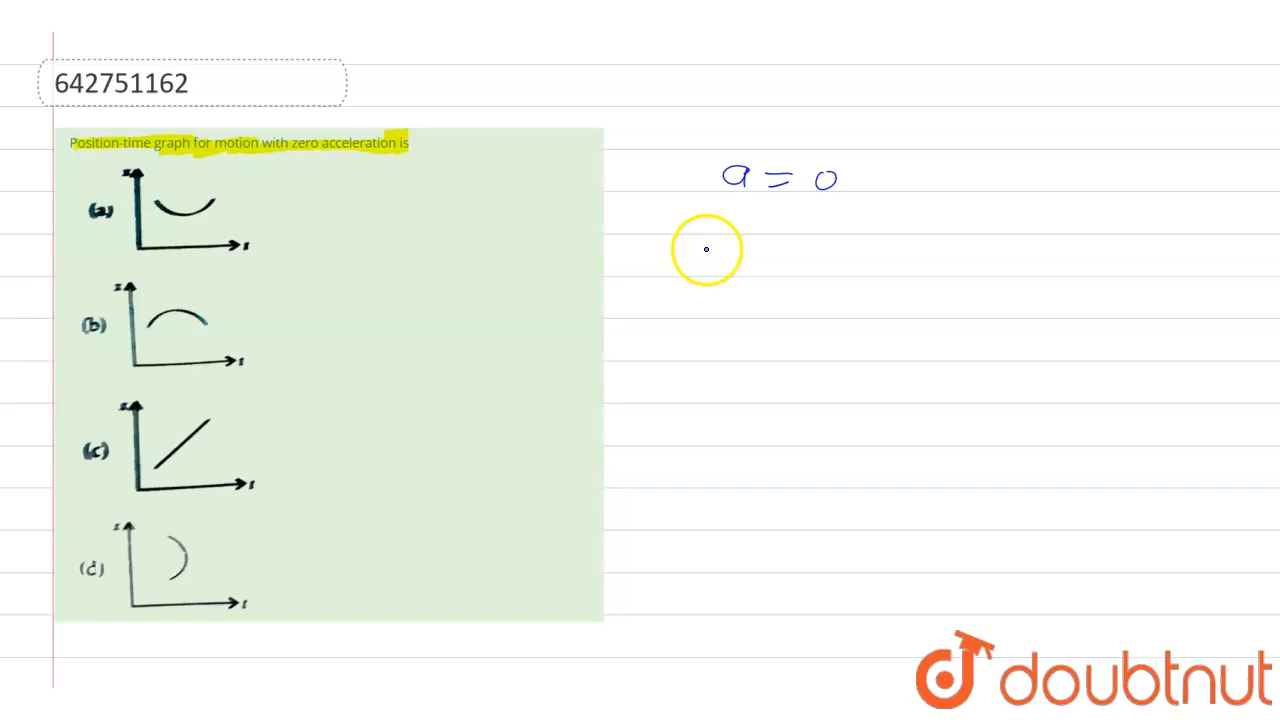 642751162
Position-time graph for motion with zero acceleration is
a = 0
x
(a)
t
x
(b)
t
x
(c)
t
x
(d)
t
doubtnut